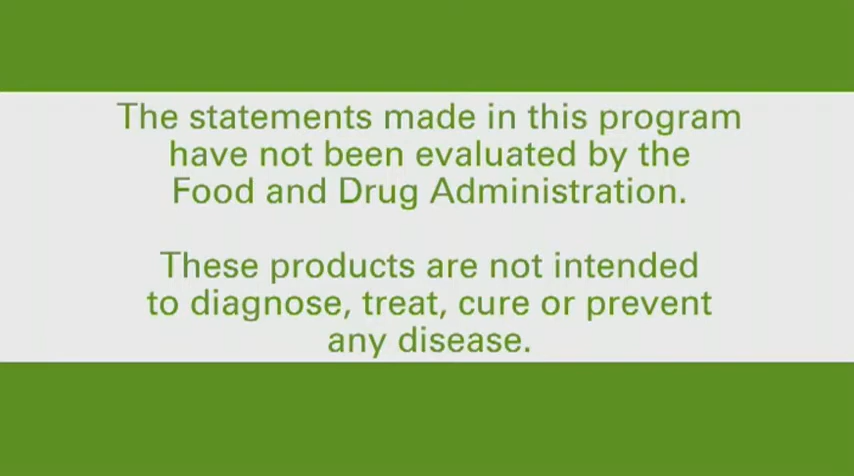 The statements made in this program
have not been evaluated by the
Food and Drug Administration.
These products are not intended
to diagnose, treat, cure or prevent
any disease.